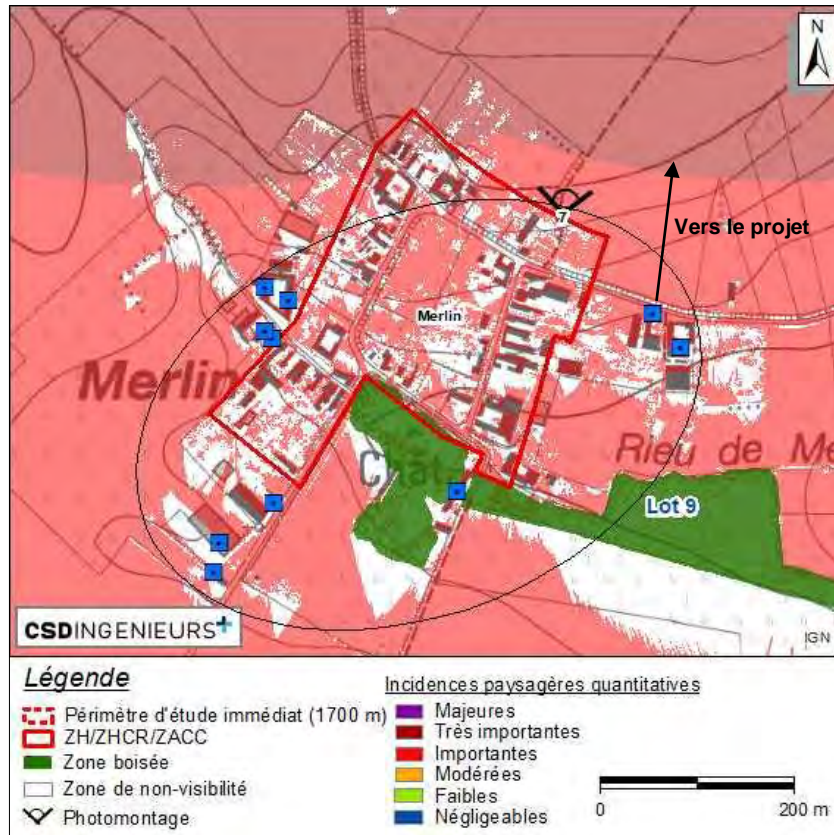 N
7
Vers le projet
Merlin
Merlin
Rieu de Me
Chât
Lot 9
CSDINGENIEURS+
IGN
Légende
Périmètre d'étude immédiat (1700 m)
ZH/ZHCR/ZACC
Zone boisée
Zone de non-visibilité
Photomontage
Incidences paysagères quantitatives
Majeures
Très importantes
Importantes
Modérées
Faibles
Négligeables
0
200 m